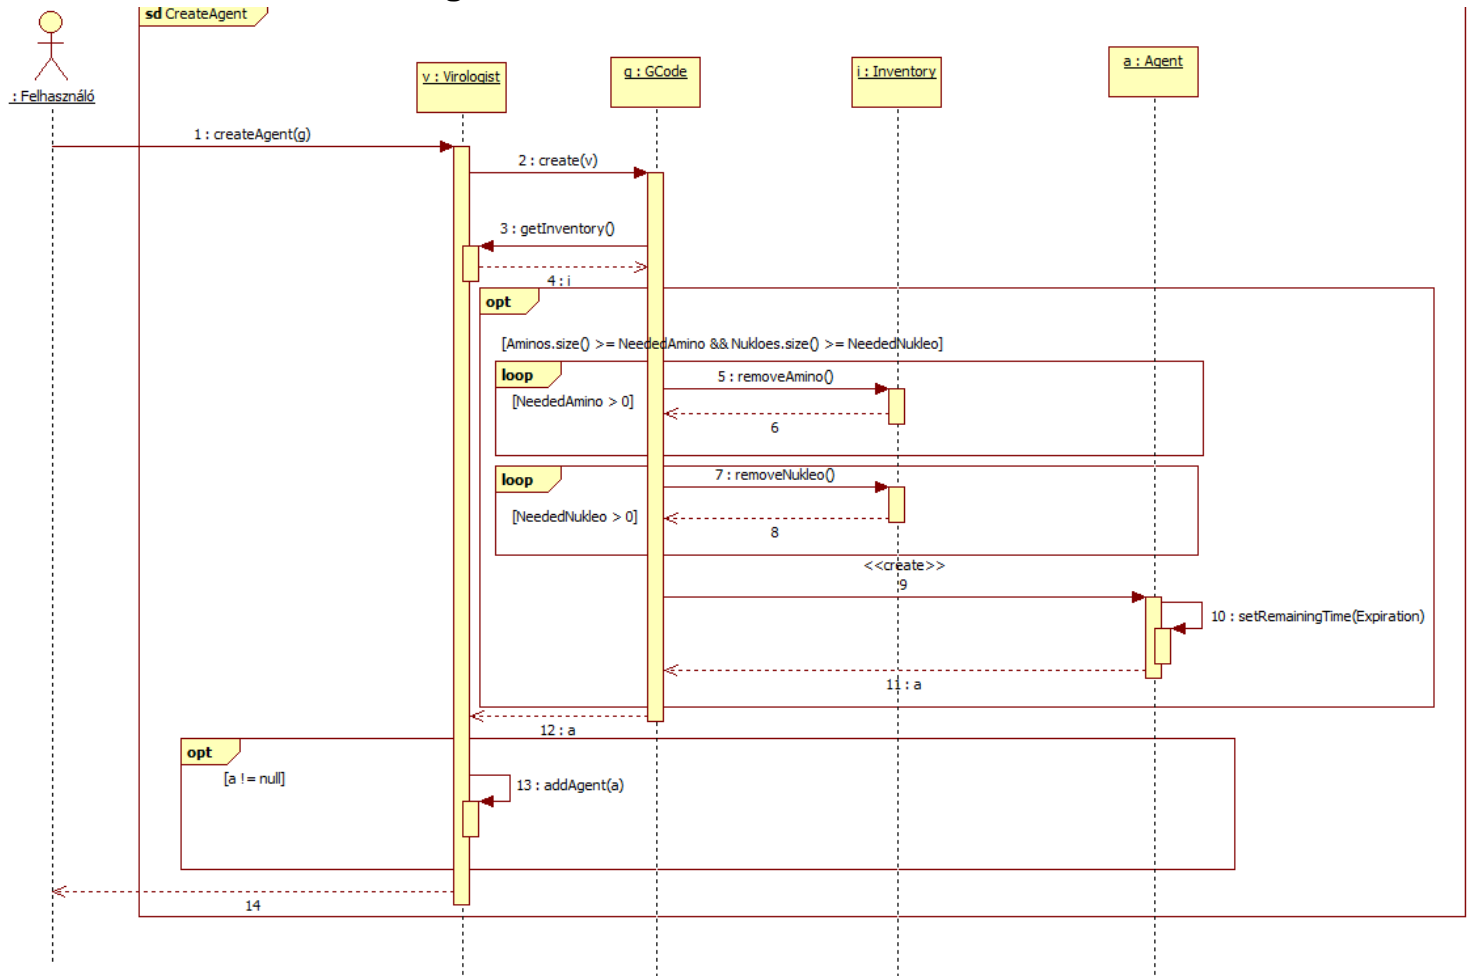 sd CreateAgent
: Felhasználó
v : Virologist
g : GCode
i : Inventory
a : Agent
1 : createAgent(g)
2 : create(v)
3 : getInventory()
4 : i
opt
[Aminos.size() >= NeededAmino && Nukloes.size() >= NeededNukleo]
loop
[NeededAmino > 0]
5 : removeAmino()
6
loop
[NeededNukleo > 0]
7 : removeNukleo()
8
<<create>>
9
10 : setRemainingTime(Expiration)
11 : a
12 : a
opt
[a != null]
13 : addAgent(a)
14